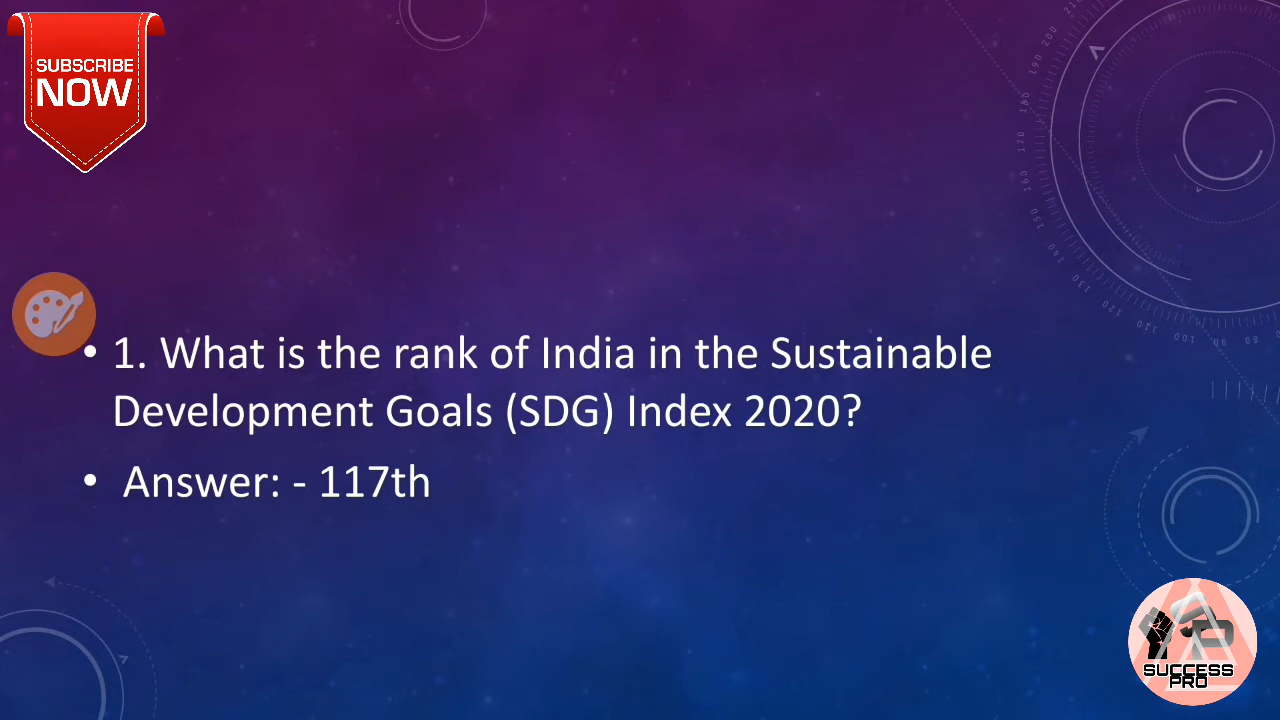 SUBSCRIBE
NOW
• 1. What is the rank of India in the Sustainable
Development Goals (SDG) Index 2020?
• Answer: - 117th
SUCCESS
PRO